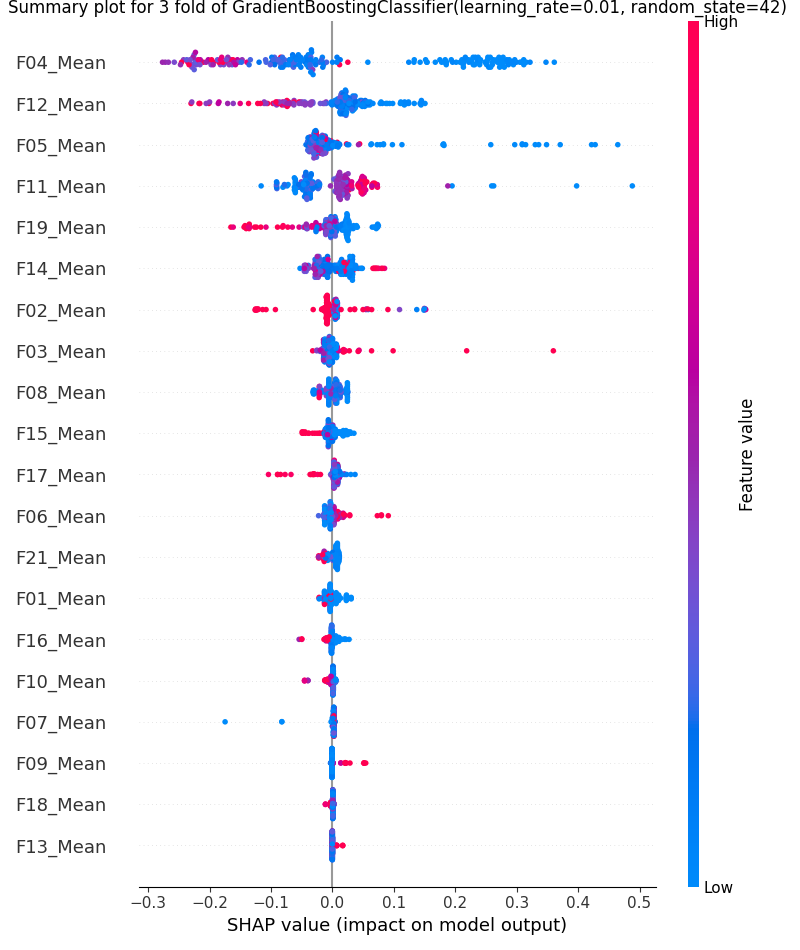 Summary plot for 3 fold of GradientBoostingClassifier(learning_rate=0.01, random_state=42)
High
F04_Mean
F12_Mean
F05_Mean
F11_Mean
F19_Mean
F14_Mean
F02_Mean
F03_Mean
F08_Mean
F15_Mean
F17_Mean
F06_Mean
F21_Mean
F01_Mean
F16_Mean
F10_Mean
F07_Mean
F09_Mean
F18_Mean
F13_Mean
Feature value
Low
−0.3 −0.2 −0.1 0.0 0.1 0.2 0.3 0.4 0.5
SHAP value (impact on model output)